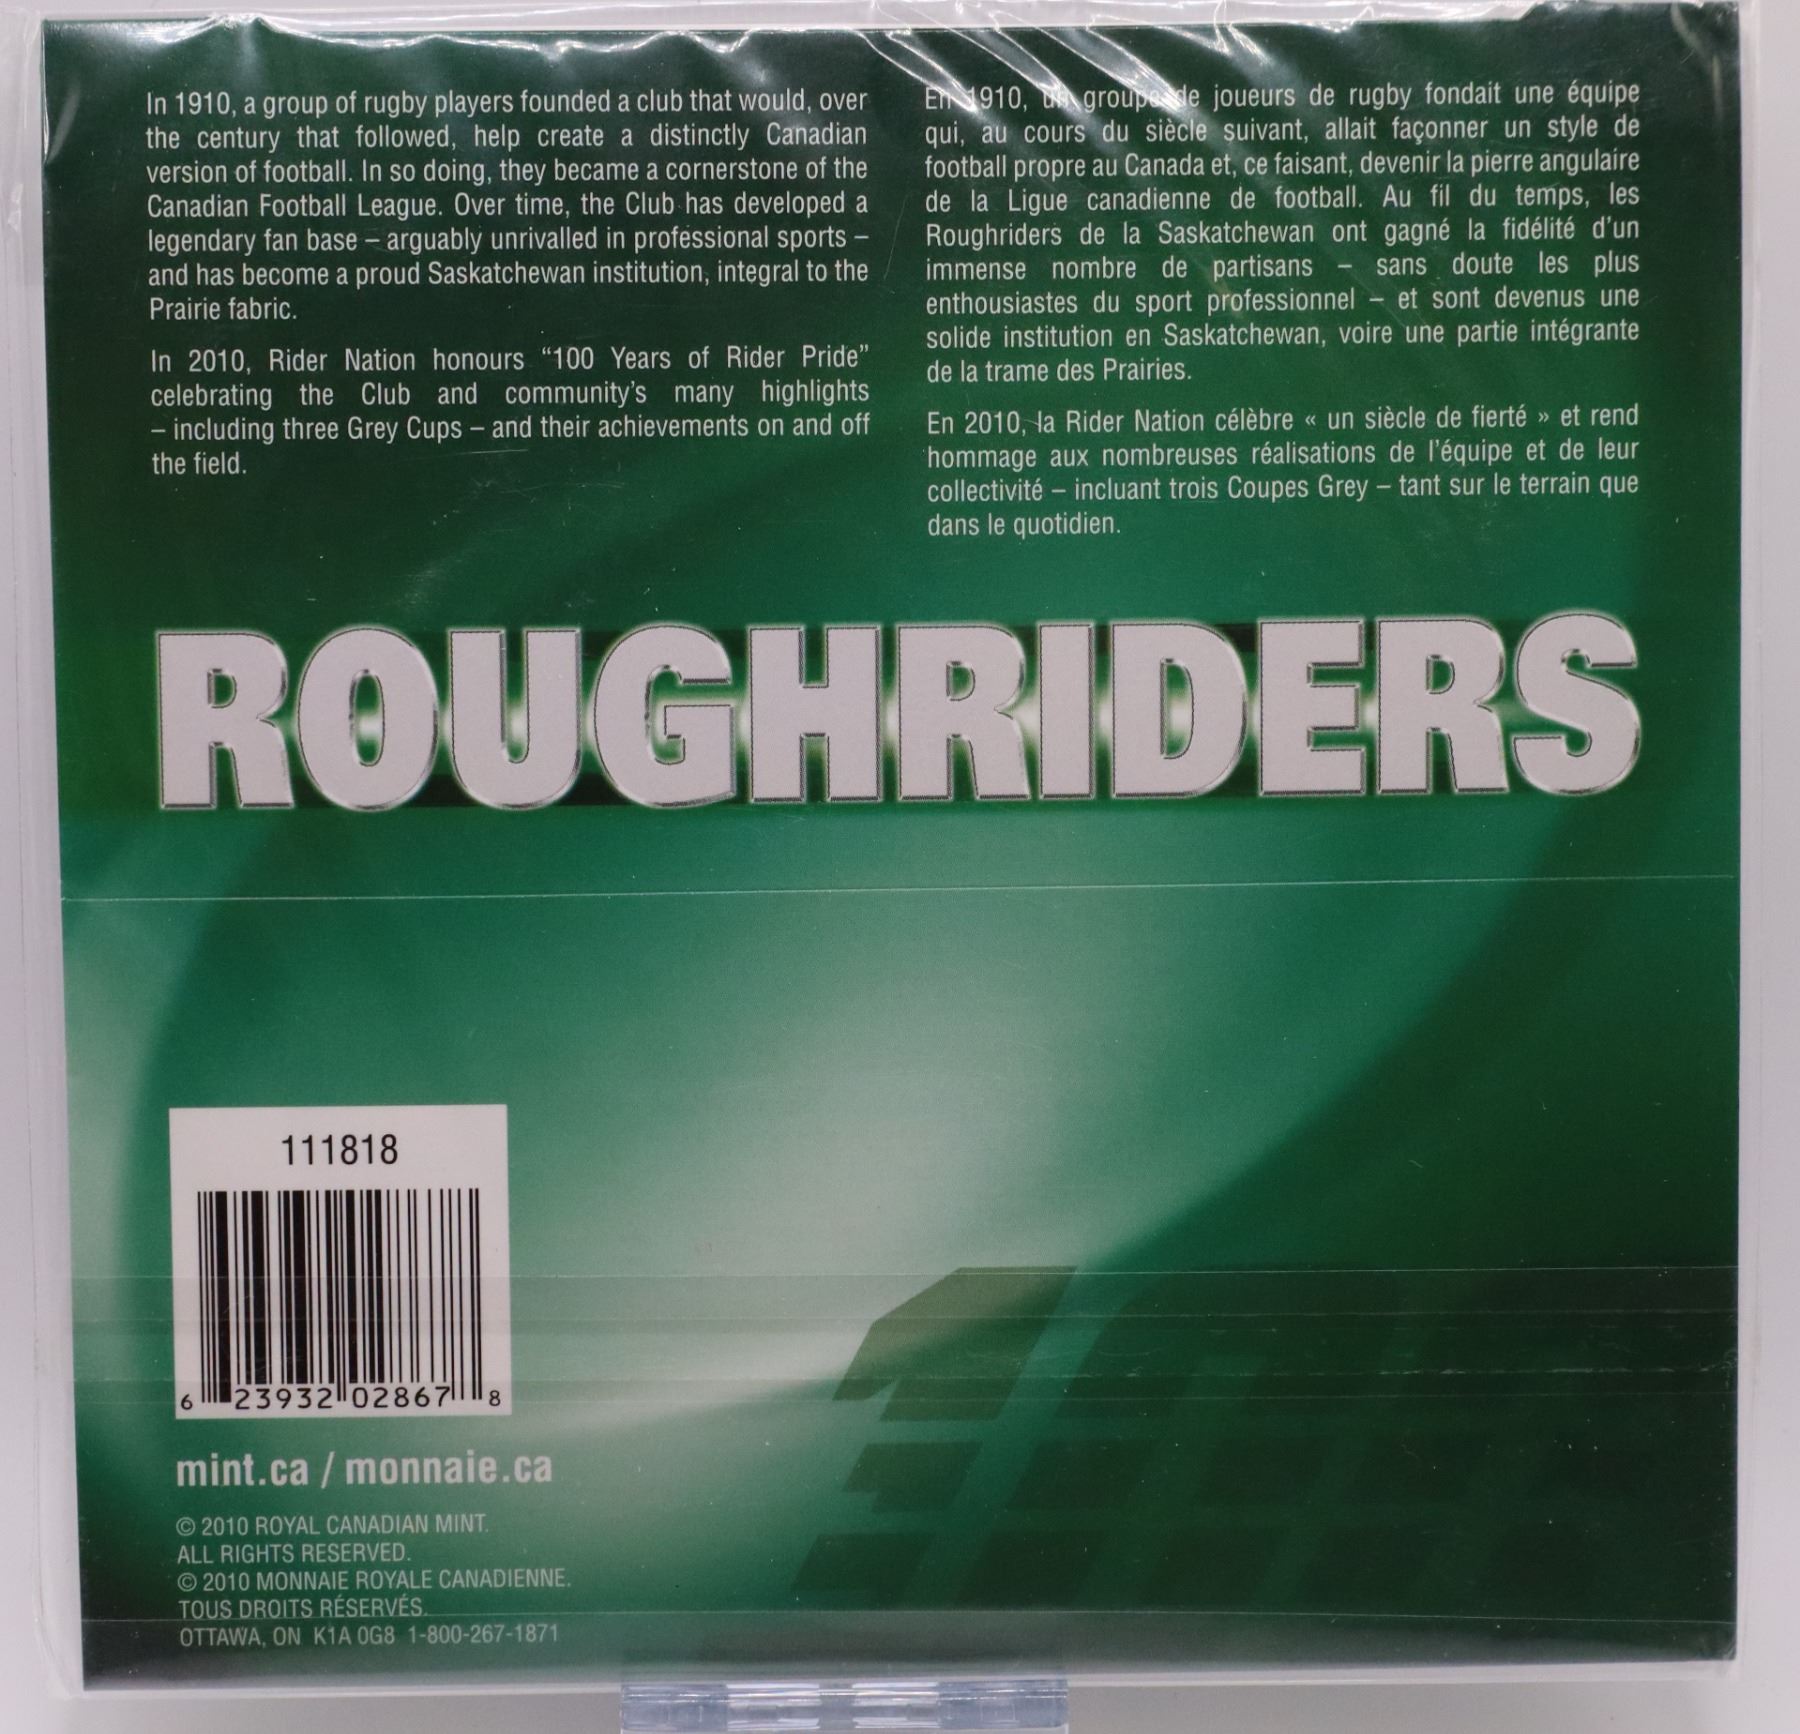 In 1910, a group of rugby players founded a club that would, over
the century that followed, help create a distinctly Canadian
version of football. In so doing, they became a cornerstone of the
Canadian Football League. Over time, the Club has developed a
legendary fan base – arguably unrivalled in professional sports –
and has become a proud Saskatchewan institution, integral to the
Prairie fabric.
In 2010, Rider Nation honours “100 Years of Rider Pride”
celebrating the Club and community’s many highlights
– including three Grey Cups – and their achievements on and off
the field.
En 1910, un groupe de joueurs de rugby fondait une équipe
qui, au cours du siècle suivant, allait façonner un style de
football propre au Canada et, ce faisant, devenir la pierre angulaire
de la Ligue canadienne de football. Au fil du temps, les
Roughriders de la Saskatchewan ont gagné la fidélité d’un
immense nombre de partisans – sans doute les plus
enthousiastes du sport professionnel – et sont devenus une
solide institution en Saskatchewan, voire une partie intégrante
de la trame des Prairies.
En 2010, la Rider Nation célèbre « un siècle de fierté » et rend
hommage aux nombreuses réalisations de l’équipe et de leur
collectivité – incluant trois Coupes Grey – tant sur le terrain que
dans le quotidien.
ROUGHRIDERS
111818
6 23932 02867 8
mint.ca / monnaie.ca
© 2010 ROYAL CANADIAN MINT.
ALL RIGHTS RESERVED.
© 2010 MONNAIE ROYALE CANADIENNE.
TOUS DROITS RÉSERVÉS.
OTTAWA, ON K1A 0G8 1-800-267-1871
100